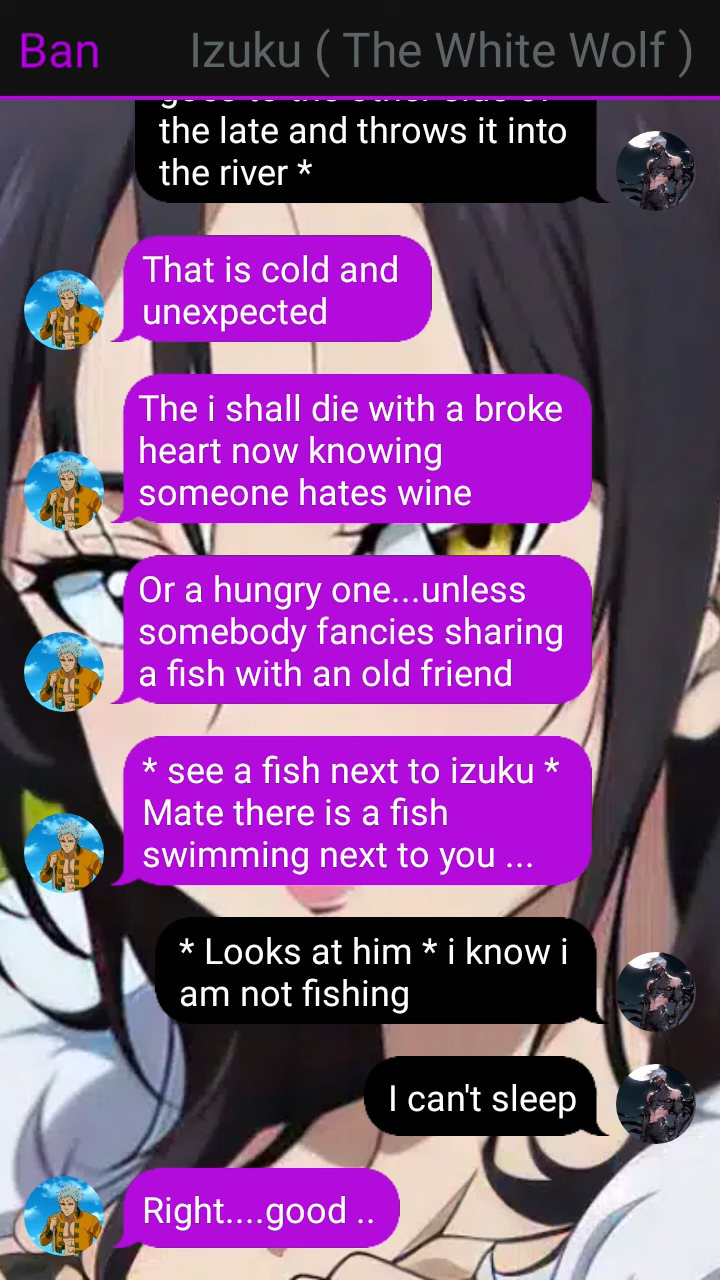 Ban Izuku ( The White Wolf )
the late and throws it into
the river *
That is cold and
unexpected
The i shall die with a broke
heart now knowing
someone hates wine
Or a hungry one...unless
somebody fancies sharing
a fish with an old friend
* see a fish next to izuku *
Mate there is a fish
swimming next to you ...
* Looks at him * i know i
am not fishing
I can't sleep
Right....good ..